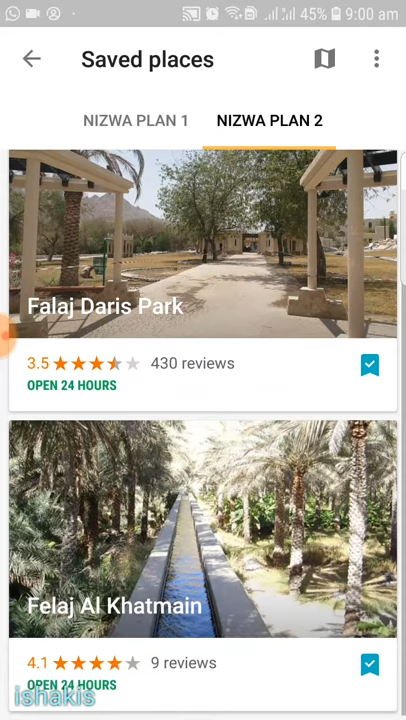 45% 9:00 am
Saved places
NIZWA PLAN 1 NIZWA PLAN 2
Falaj Daris Park
3.5 430 reviews
OPEN 24 HOURS
Felaj Al Khatmain
4.1 9 reviews
OPEN 24 HOURS
ishakis